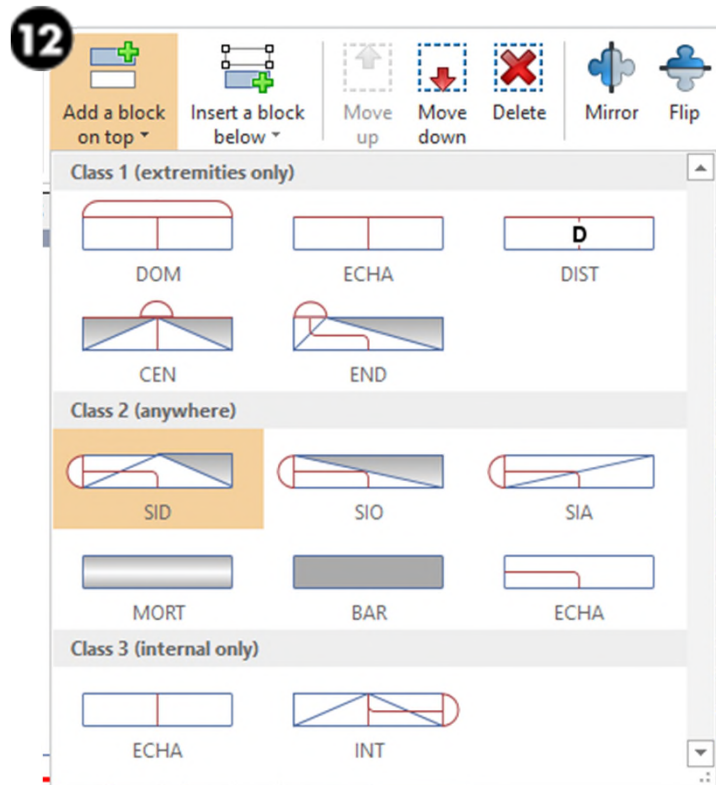 12
Add a block
on top
Insert a block
below
Move
up
Move
down
Delete
Mirror
Flip
Class 1 (extremities only)
DOM
ECHA
D
DIST
CEN
END
Class 2 (anywhere)
SID
SIO
SIA
MORT
BAR
ECHA
Class 3 (internal only)
ECHA
INT